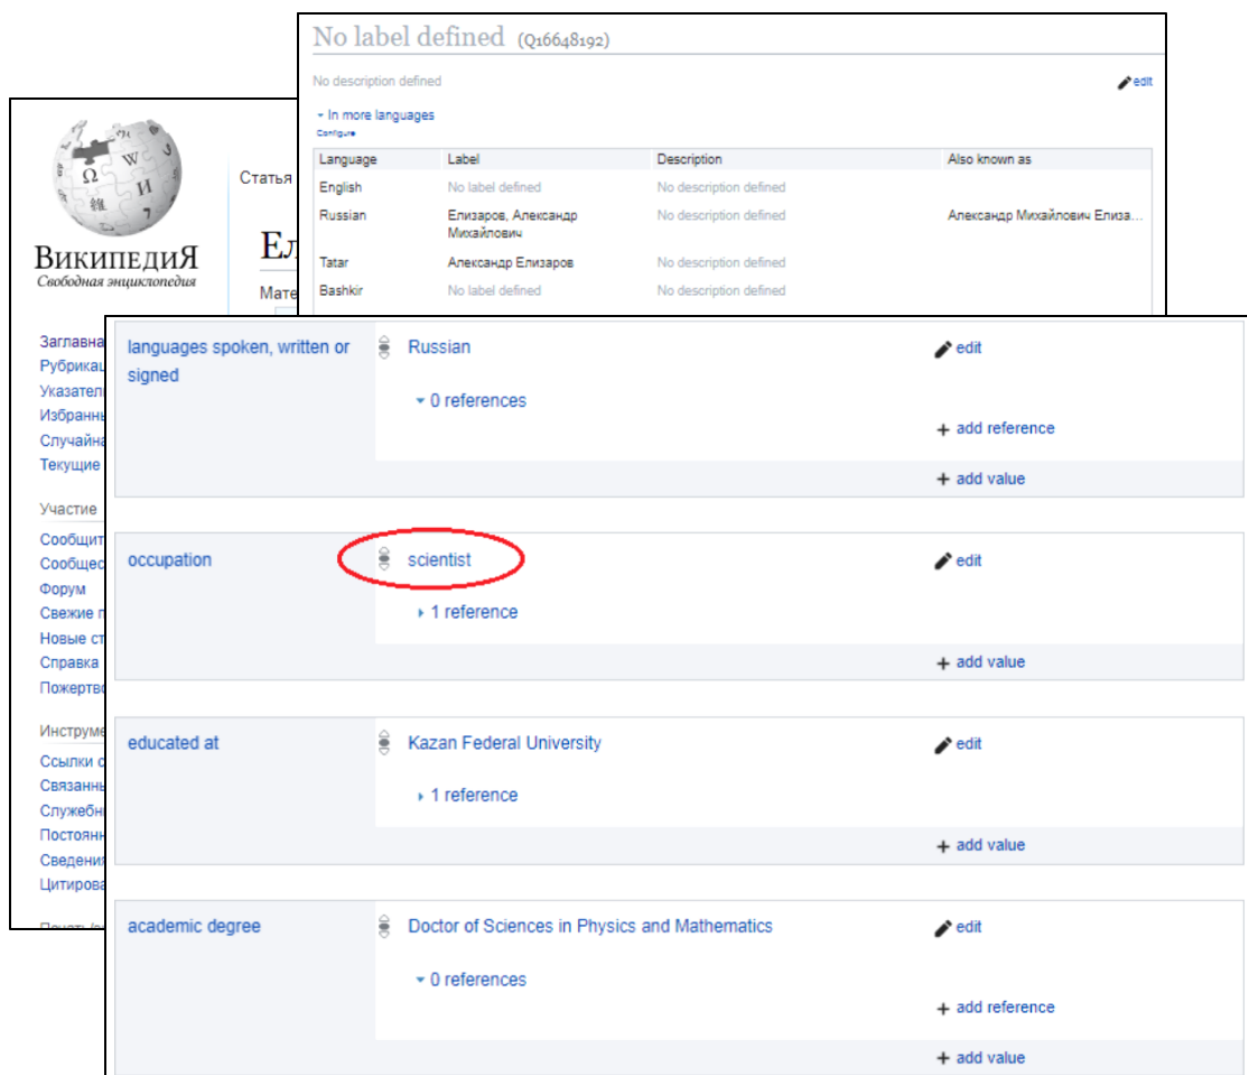 No label defined (Q16648192)
No description defined
edit
In more languages
Configure
Language Label Description Also known as
English No label defined No description defined
Russian Елизаров, Александр Михайлович No description defined Александр Михайлович Елиза...
Tatar Александр Елизаров No description defined
Bashkir No label defined No description defined
ВИКИПЕДИЯ
Свободная энциклопедия
Статья
Ел
Мате
Заглавна
Рубрикац
Указател
Избранны
Случайна
Текущие
Участие
Сообщит
Сообщес
Форум
Свежие п
Новые ст
Справка
Пожертво
Инструме
Ссылки с
Связанны
Служебны
Постоянн
Сведения
Цитирова
languages spoken, written or signed
Russian
edit
0 references
+ add reference
+ add value
occupation
scientist
edit
1 reference
+ add value
educated at
Kazan Federal University
edit
1 reference
+ add value
academic degree
Doctor of Sciences in Physics and Mathematics
edit
0 references
+ add reference
+ add value